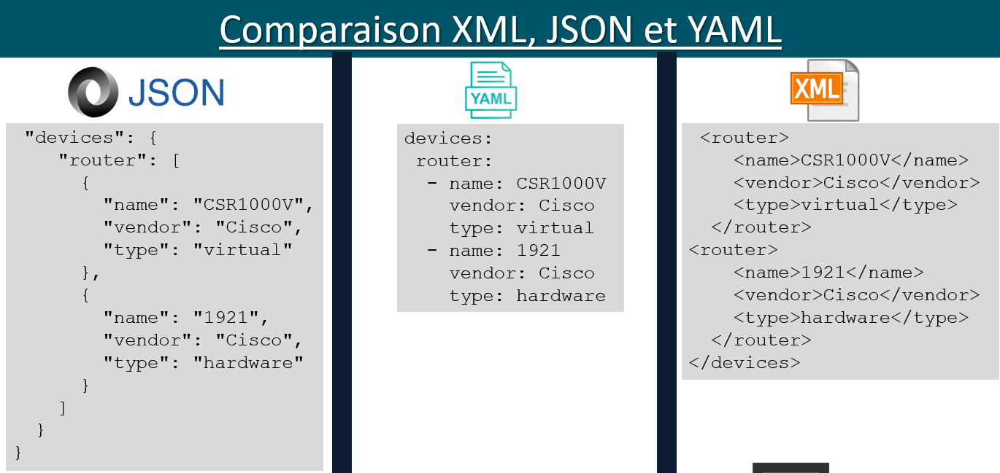 Comparaison XML, JSON et YAML
JSON
"devices": {
"router": [
{
"name": "CSR1000V",
"vendor": "Cisco",
"type": "virtual"
},
{
"name": "1921",
"vendor": "Cisco",
"type": "hardware"
}
]
}
}
YAML
devices:
router:
- name: CSR1000V
vendor: Cisco
type: virtual
- name: 1921
vendor: Cisco
type: hardware
XML
<router>
<name>CSR1000V</name>
<vendor>Cisco</vendor>
<type>virtual</type>
</router>
<router>
<name>1921</name>
<vendor>Cisco</vendor>
<type>hardware</type>
</router>
</devices>